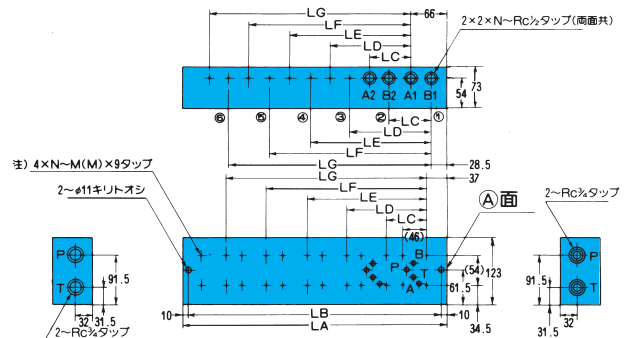 LG
66
LF
2×2×N~Rc½タップ(両面共)
LE
LD
LC
A2 B2 A1 B1
54
73
⑥ ⑤ ④ ③ ② ①
LC
LD
LE
LF
LG
28.5
注) 4×N~M(M)×9タップ
LG
37
2~φ11キリトオシ
LF
LE
Ⓐ面
2~Rc¾タップ
LD
LC
(46)
P
T
91.5
32
31.5
2~Rc¾タップ
B
P
T
A
(54)
61.5
123
10
LB
10
34.5
LA
P
T
91.5
31.5
32